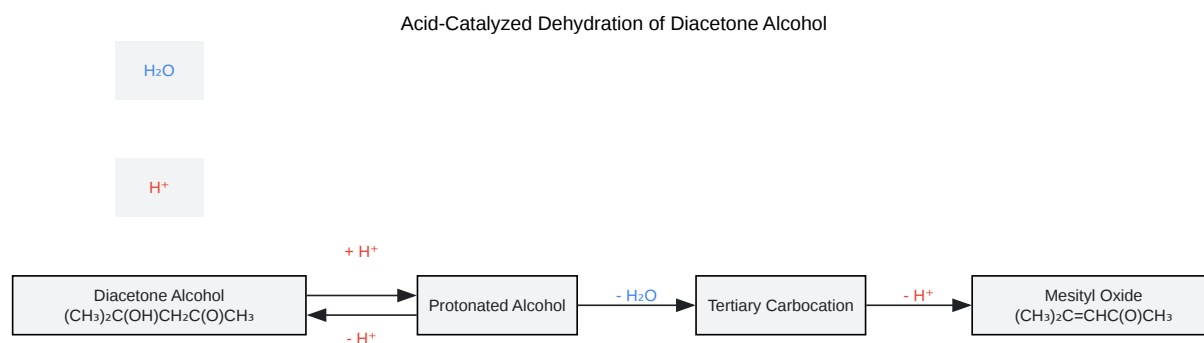 Acid-Catalyzed Dehydration of Diacetone Alcohol
H₂O
H⁺
+ H⁺
Diacetone Alcohol
(CH₃)₂C(OH)CH₂C(O)CH₃
Protonated Alcohol
- H₂O
Tertiary Carbocation
- H⁺
Mesityl Oxide
(CH₃)₂C=CHC(O)CH₃
- H⁺